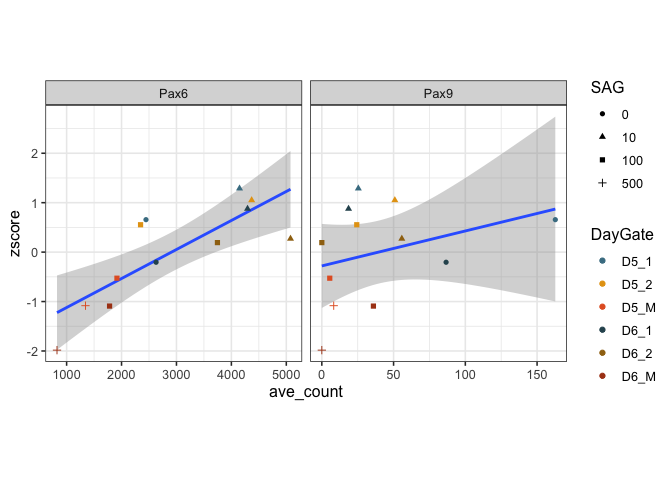 Pax6 Pax9
zscore
2
1
0
-1
-2
1000 2000 3000 4000 5000 0 50 100 150
ave_count
SAG
0
10
100
500
DayGate
D5_1
D5_2
D5_M
D6_1
D6_2
D6_M